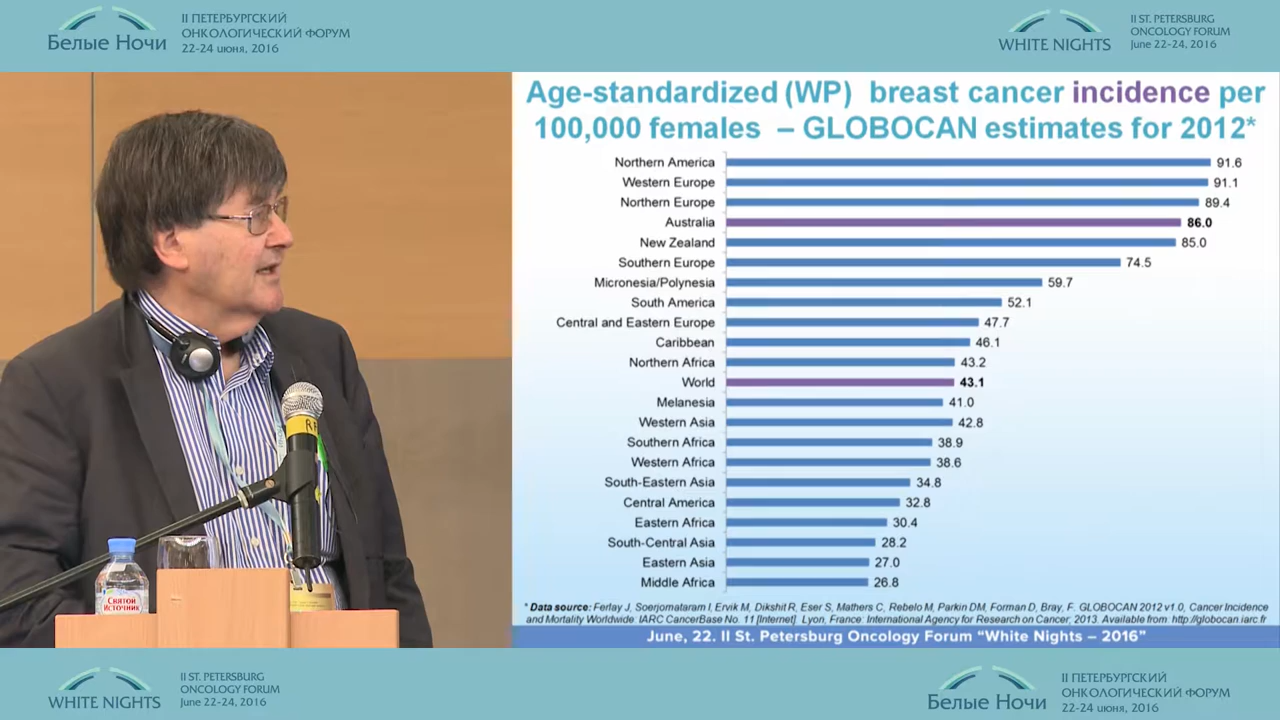 Белые Ночи
II ПЕТЕРБУРГСКИЙ
ОНКОЛОГИЧЕСКИЙ ФОРУМ
22-24 июня, 2016
WHITE NIGHTS
II ST. PETERSBURG
ONCOLOGY FORUM
June 22-24, 2016
Age-standardized (WP) breast cancer incidence per
100,000 females – GLOBOCAN estimates for 2012*
Northern America 91.6
Western Europe 91.1
Northern Europe 89.4
Australia 86.0
New Zealand 85.0
Southern Europe 74.5
Micronesia/Polynesia 59.7
South America 52.1
Central and Eastern Europe 47.7
Caribbean 46.1
Northern Africa 43.2
World 43.1
Melanesia 41.0
Western Asia 42.8
Southern Africa 38.9
Western Africa 38.6
South-Eastern Asia 34.8
Central America 32.8
Eastern Africa 30.4
South-Central Asia 28.2
Eastern Asia 27.0
Middle Africa 26.8
* Data source: Ferlay J, Soerjomataram I, Ervik M, Dikshit R, Eser S, Mathers C, Rebelo M, Parkin DM, Forman D, Bray, F. GLOBOCAN 2012 v1.0, Cancer Incidence
and Mortality Worldwide: IARC CancerBase No. 11 [Internet]. Lyon, France: International Agency for Research on Cancer; 2013. Available from: http://globocan.iarc.fr
June, 22. II St. Petersburg Oncology Forum “White Nights – 2016”
СВЯТОЙ
ИСТОЧНИК
WHITE NIGHTS
II ST. PETERSBURG
ONCOLOGY FORUM
June 22-24, 2016
Белые Ночи
II ПЕТЕРБУРГСКИЙ
ОНКОЛОГИЧЕСКИЙ ФОРУМ
22-24 июня, 2016